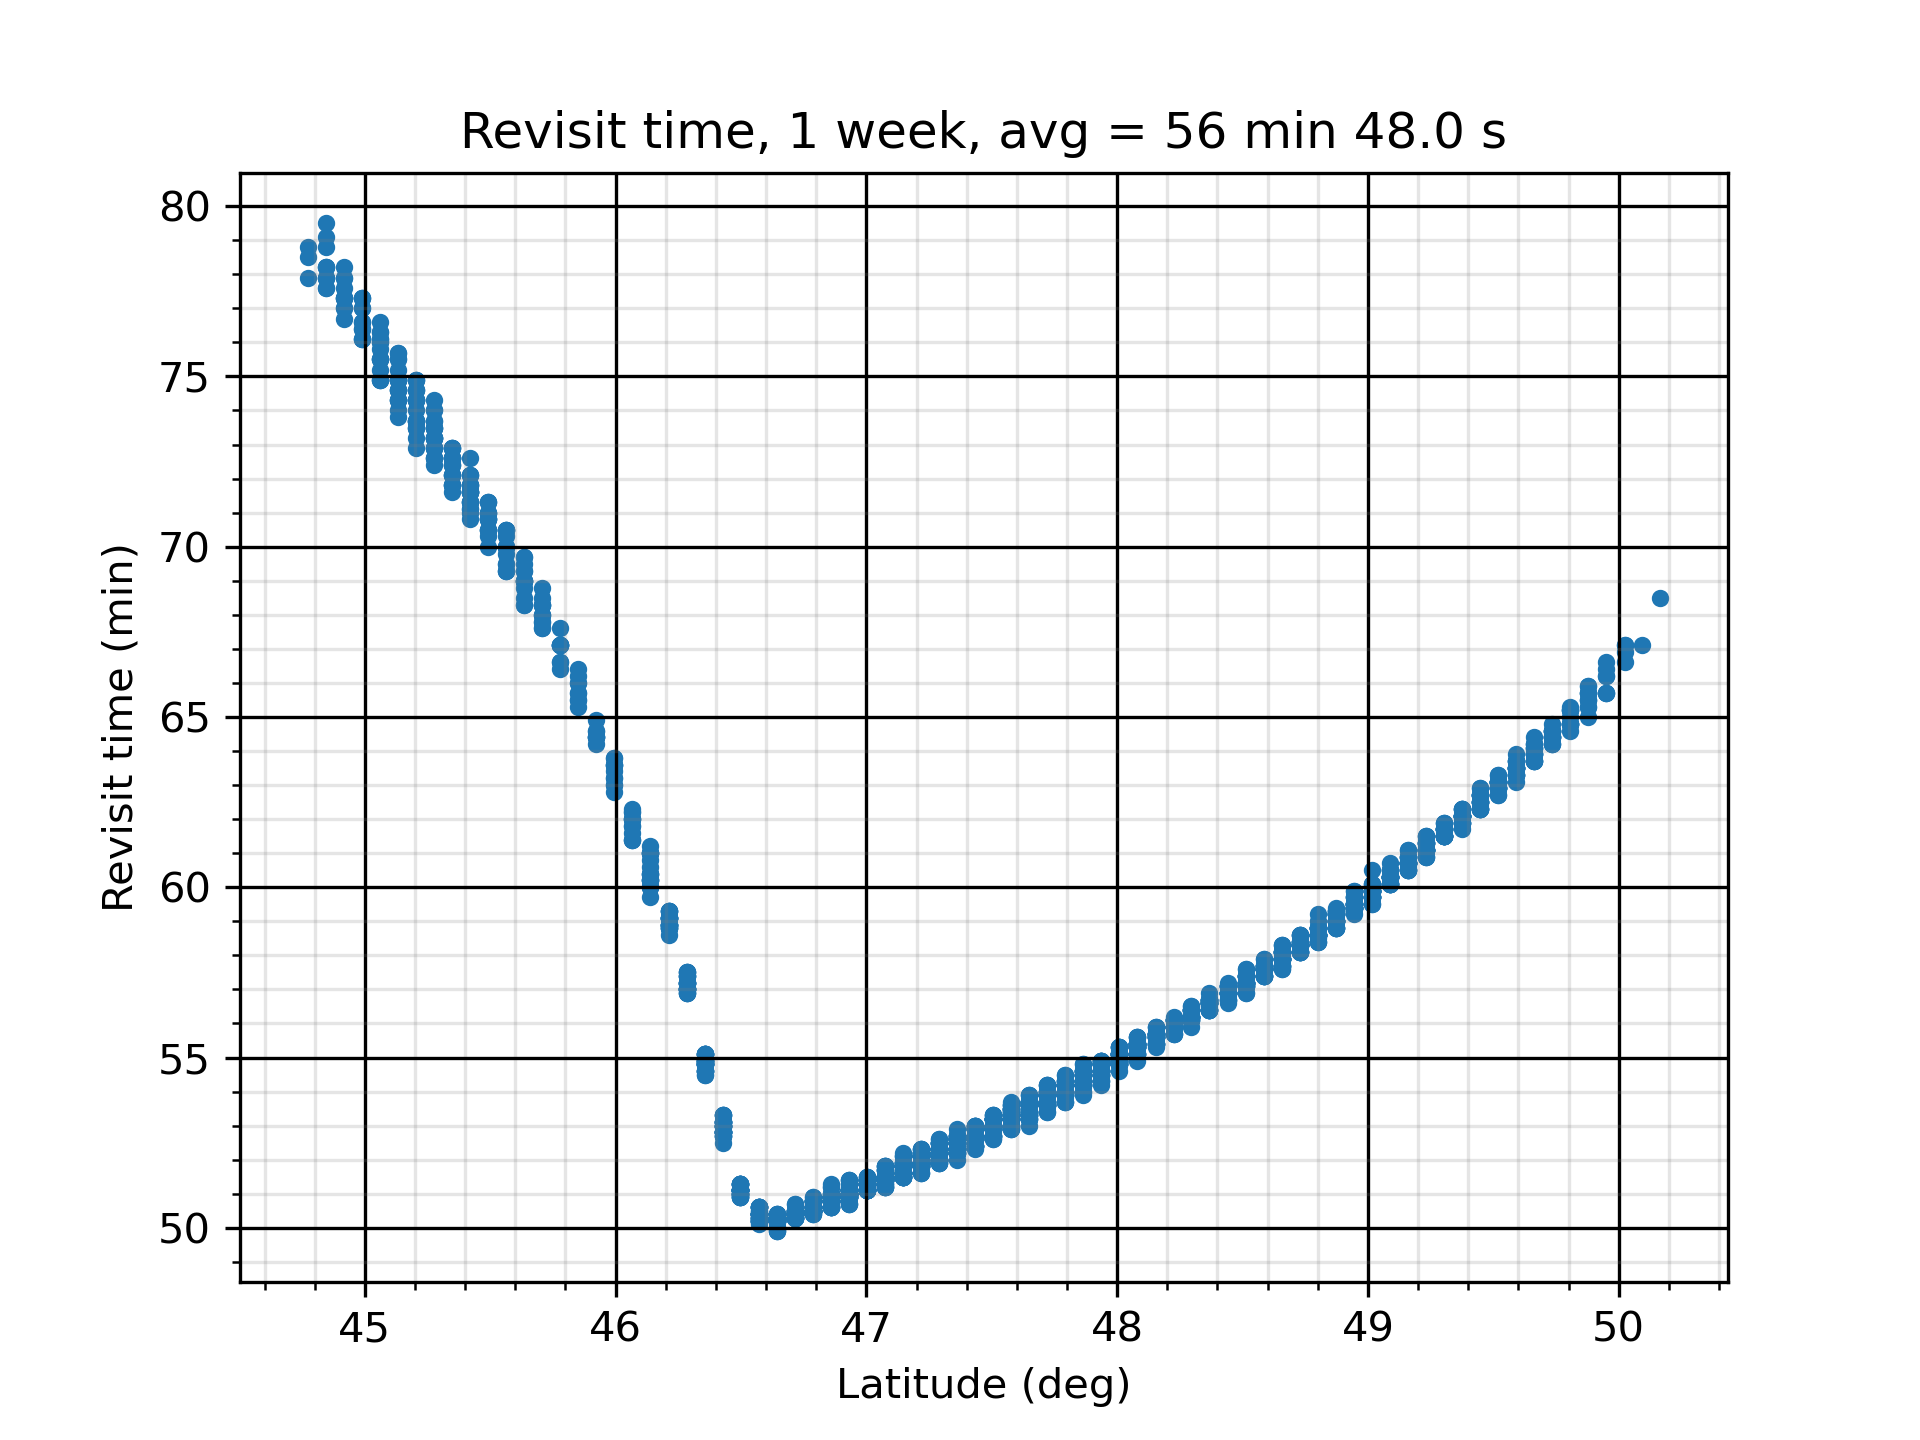 Revisit time, 1 week, avg = 56 min 48.0 s
80
75
70
65
60
55
50
Revisit time (min)
45 46 47 48 49 50
Latitude (deg)